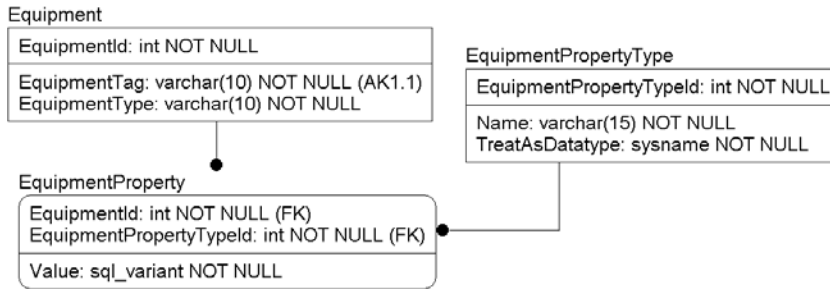 Equipment
EquipmentId: int NOT NULL
EquipmentTag: varchar(10) NOT NULL (AK1.1)
EquipmentType: varchar(10) NOT NULL
EquipmentPropertyType
EquipmentPropertyTypeId: int NOT NULL
Name: varchar(15) NOT NULL
TreatAsDatatype: sysname NOT NULL
EquipmentProperty
EquipmentId: int NOT NULL (FK)
EquipmentPropertyTypeId: int NOT NULL (FK)
Value: sql_variant NOT NULL